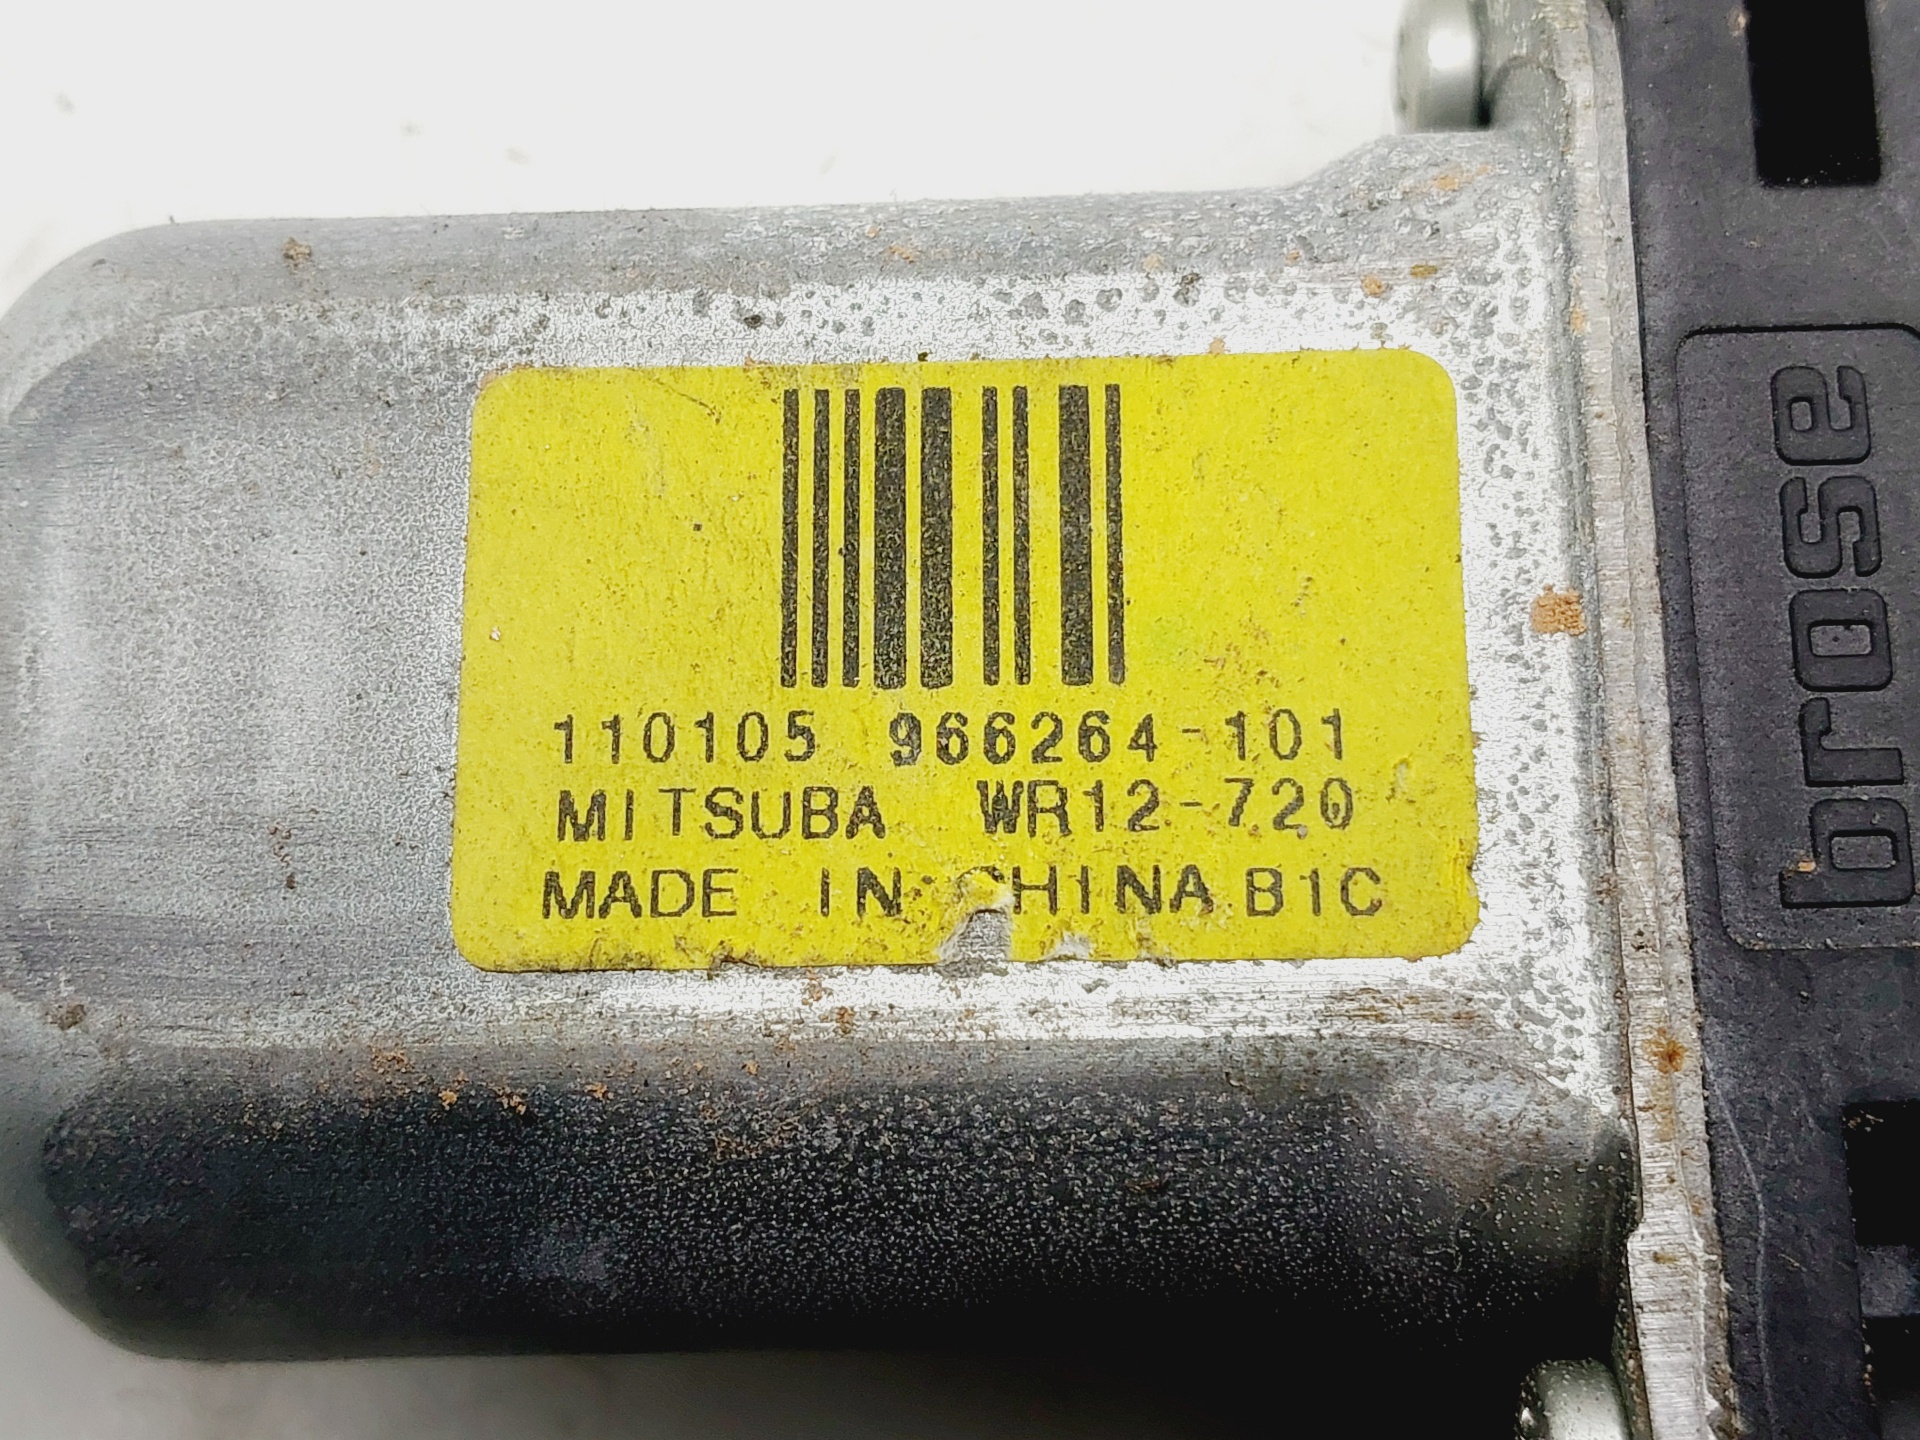 110105 966264-101
MITSUBA WR12-720
MADE IN CHINA B1C
brose